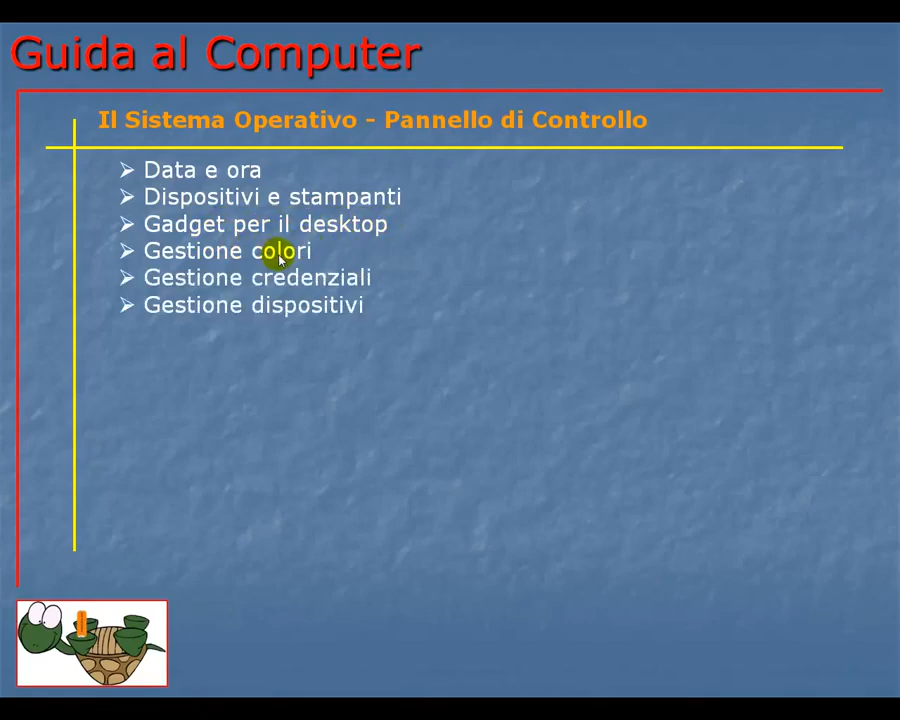 Guida al Computer
Il Sistema Operativo - Pannello di Controllo
Data e ora
Dispositivi e stampanti
Gadget per il desktop
Gestione colori
Gestione credenziali
Gestione dispositivi